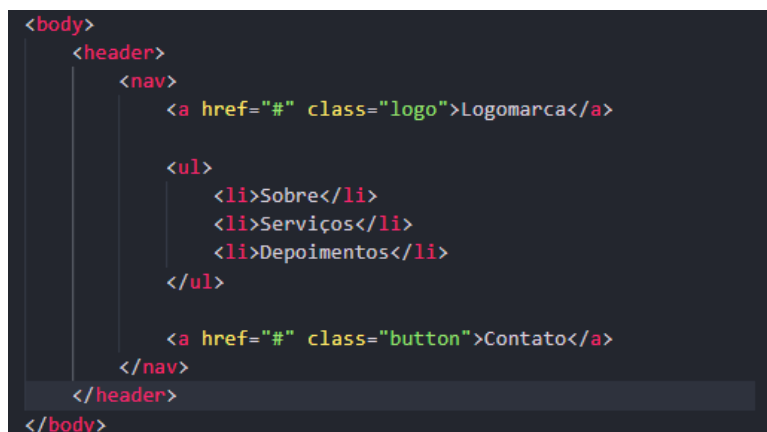 <body>
<header>
<nav>
<a href="#" class="logo">Logomarca</a>
<ul>
<li>Sobre</li>
<li>Serviços</li>
<li>Depoimentos</li>
</ul>
<a href="#" class="button">Contato</a>
</nav>
</header>
</body>